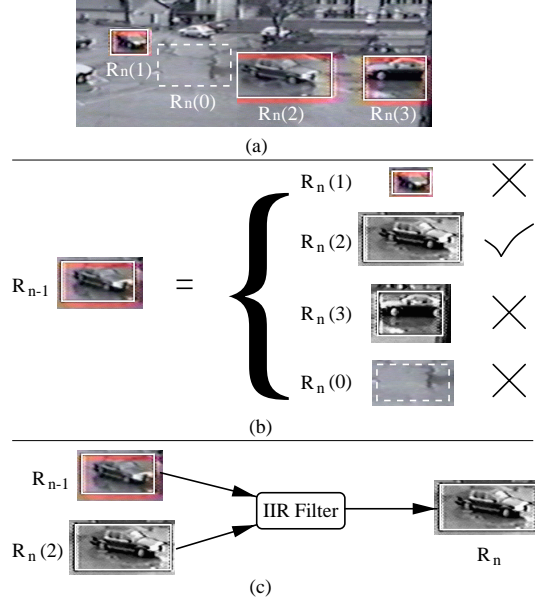 Rn(1)
Rn(0)
Rn(2)
Rn(3)
(a)
Rn-1
=
Rn(1)
Rn(2)
Rn(3)
Rn(0)
(b)
Rn-1
Rn(2)
IIR Filter
Rn
(c)